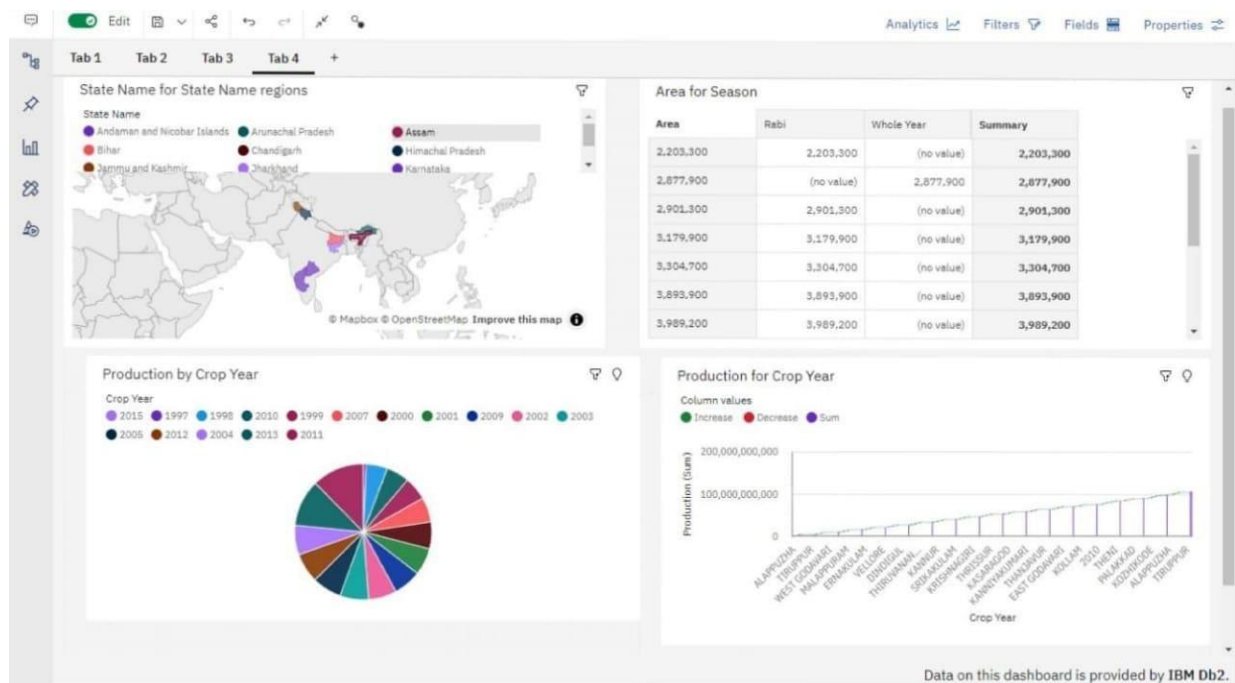 Edit
Analytics Filters Fields Properties
Tab 1 Tab 2 Tab 3 Tab 4 +
State Name for State Name regions
State Name
Andaman and Nicobar Islands Arunachal Pradesh Assam
Bihar Chandigarh Himachal Pradesh
Jammu and Kashmir Jharkhand Karnataka
© Mapbox © OpenStreetMap Improve this map
Area for Season
Area Rabi Whole Year Summary
2,203,300 2,203,300 (no value) 2,203,300
2,877,900 (no value) 2,877,900 2,877,900
2,901,300 2,901,300 (no value) 2,901,300
3,179,900 3,179,900 (no value) 3,179,900
3,304,700 3,304,700 (no value) 3,304,700
3,893,900 3,893,900 (no value) 3,893,900
3,989,200 3,989,200 (no value) 3,989,200
Production by Crop Year
Crop Year
2015 1997 1998 2010 1999 2007 2000 2001 2009 2002 2003
2005 2012 2004 2013 2011
Production for Crop Year
Column values
Increase Decrease Sum
Production (Sum)
200,000,000,000
100,000,000,000
0
ALAPPUZHA
TIRUPPUR
WEST GODAVARI
MALAPPURAM
ERNAKULAM
VELLORE
DINDIGUL
THIRUVANAN...
KANNUR
SRIKAKULAM
KRISHNAGIRI
THRISSUR
KASARAGOD
KANNIYAKUMARI
THANJAVUR
EAST GODAVARI
KOLLAM
2010
THENI
PALAKKAD
KOZHIKODE
ALAPPUZHA
TIRUPPUR
Crop Year
Data on this dashboard is provided by IBM Db2.